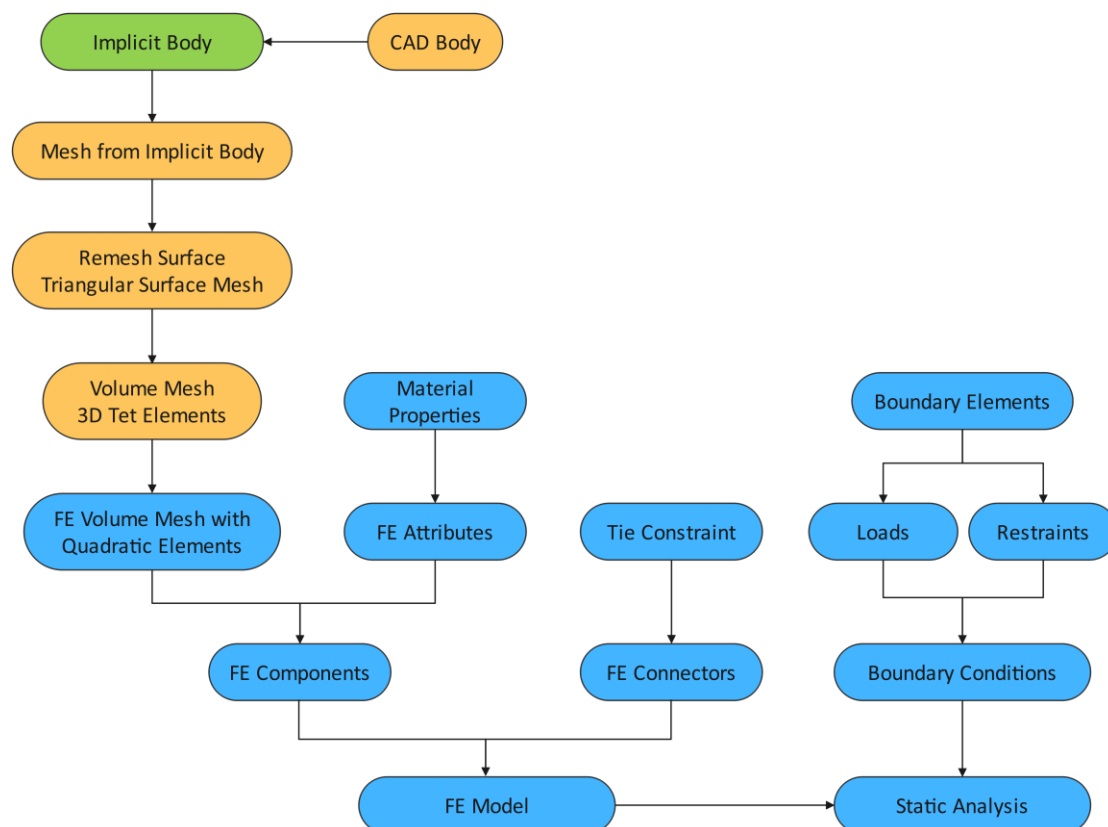 Implicit Body
CAD Body
Mesh from Implicit Body
Remesh Surface
Triangular Surface Mesh
Volume Mesh
3D Tet Elements
Material
Properties
Boundary Elements
FE Volume Mesh with
Quadratic Elements
FE Attributes
Tie Constraint
Loads
Restraints
FE Components
FE Connectors
Boundary Conditions
FE Model
Static Analysis